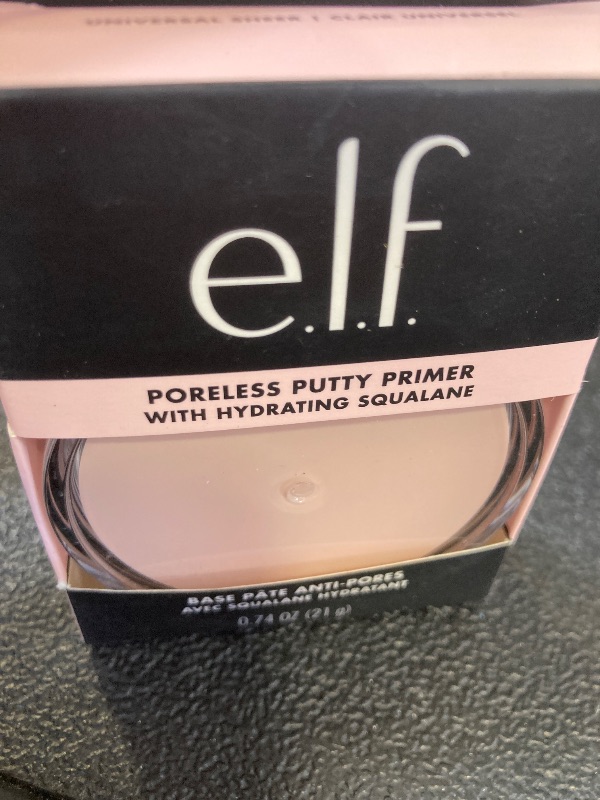 UNIVERSAL SHEER | CLAIR UNIVERSEL
e.l.f.
PORELESS PUTTY PRIMER
WITH HYDRATING SQUALANE
e
BASE PÂTE ANTI-PORES
AVEC SQUALANE HYDRATANT
0.74 OZ (21 g)